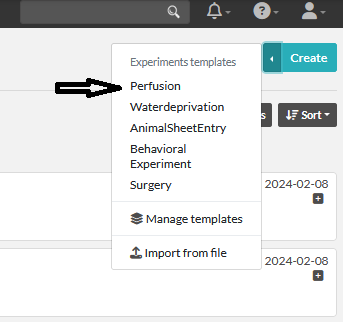 Experiments templates
Create
Perfusion
Waterdeprivation
s
Sort
AnimalSheetEntry
Behavioral
Experiment
Surgery
2024-02-08
Manage templates
Import from file
2024-02-08